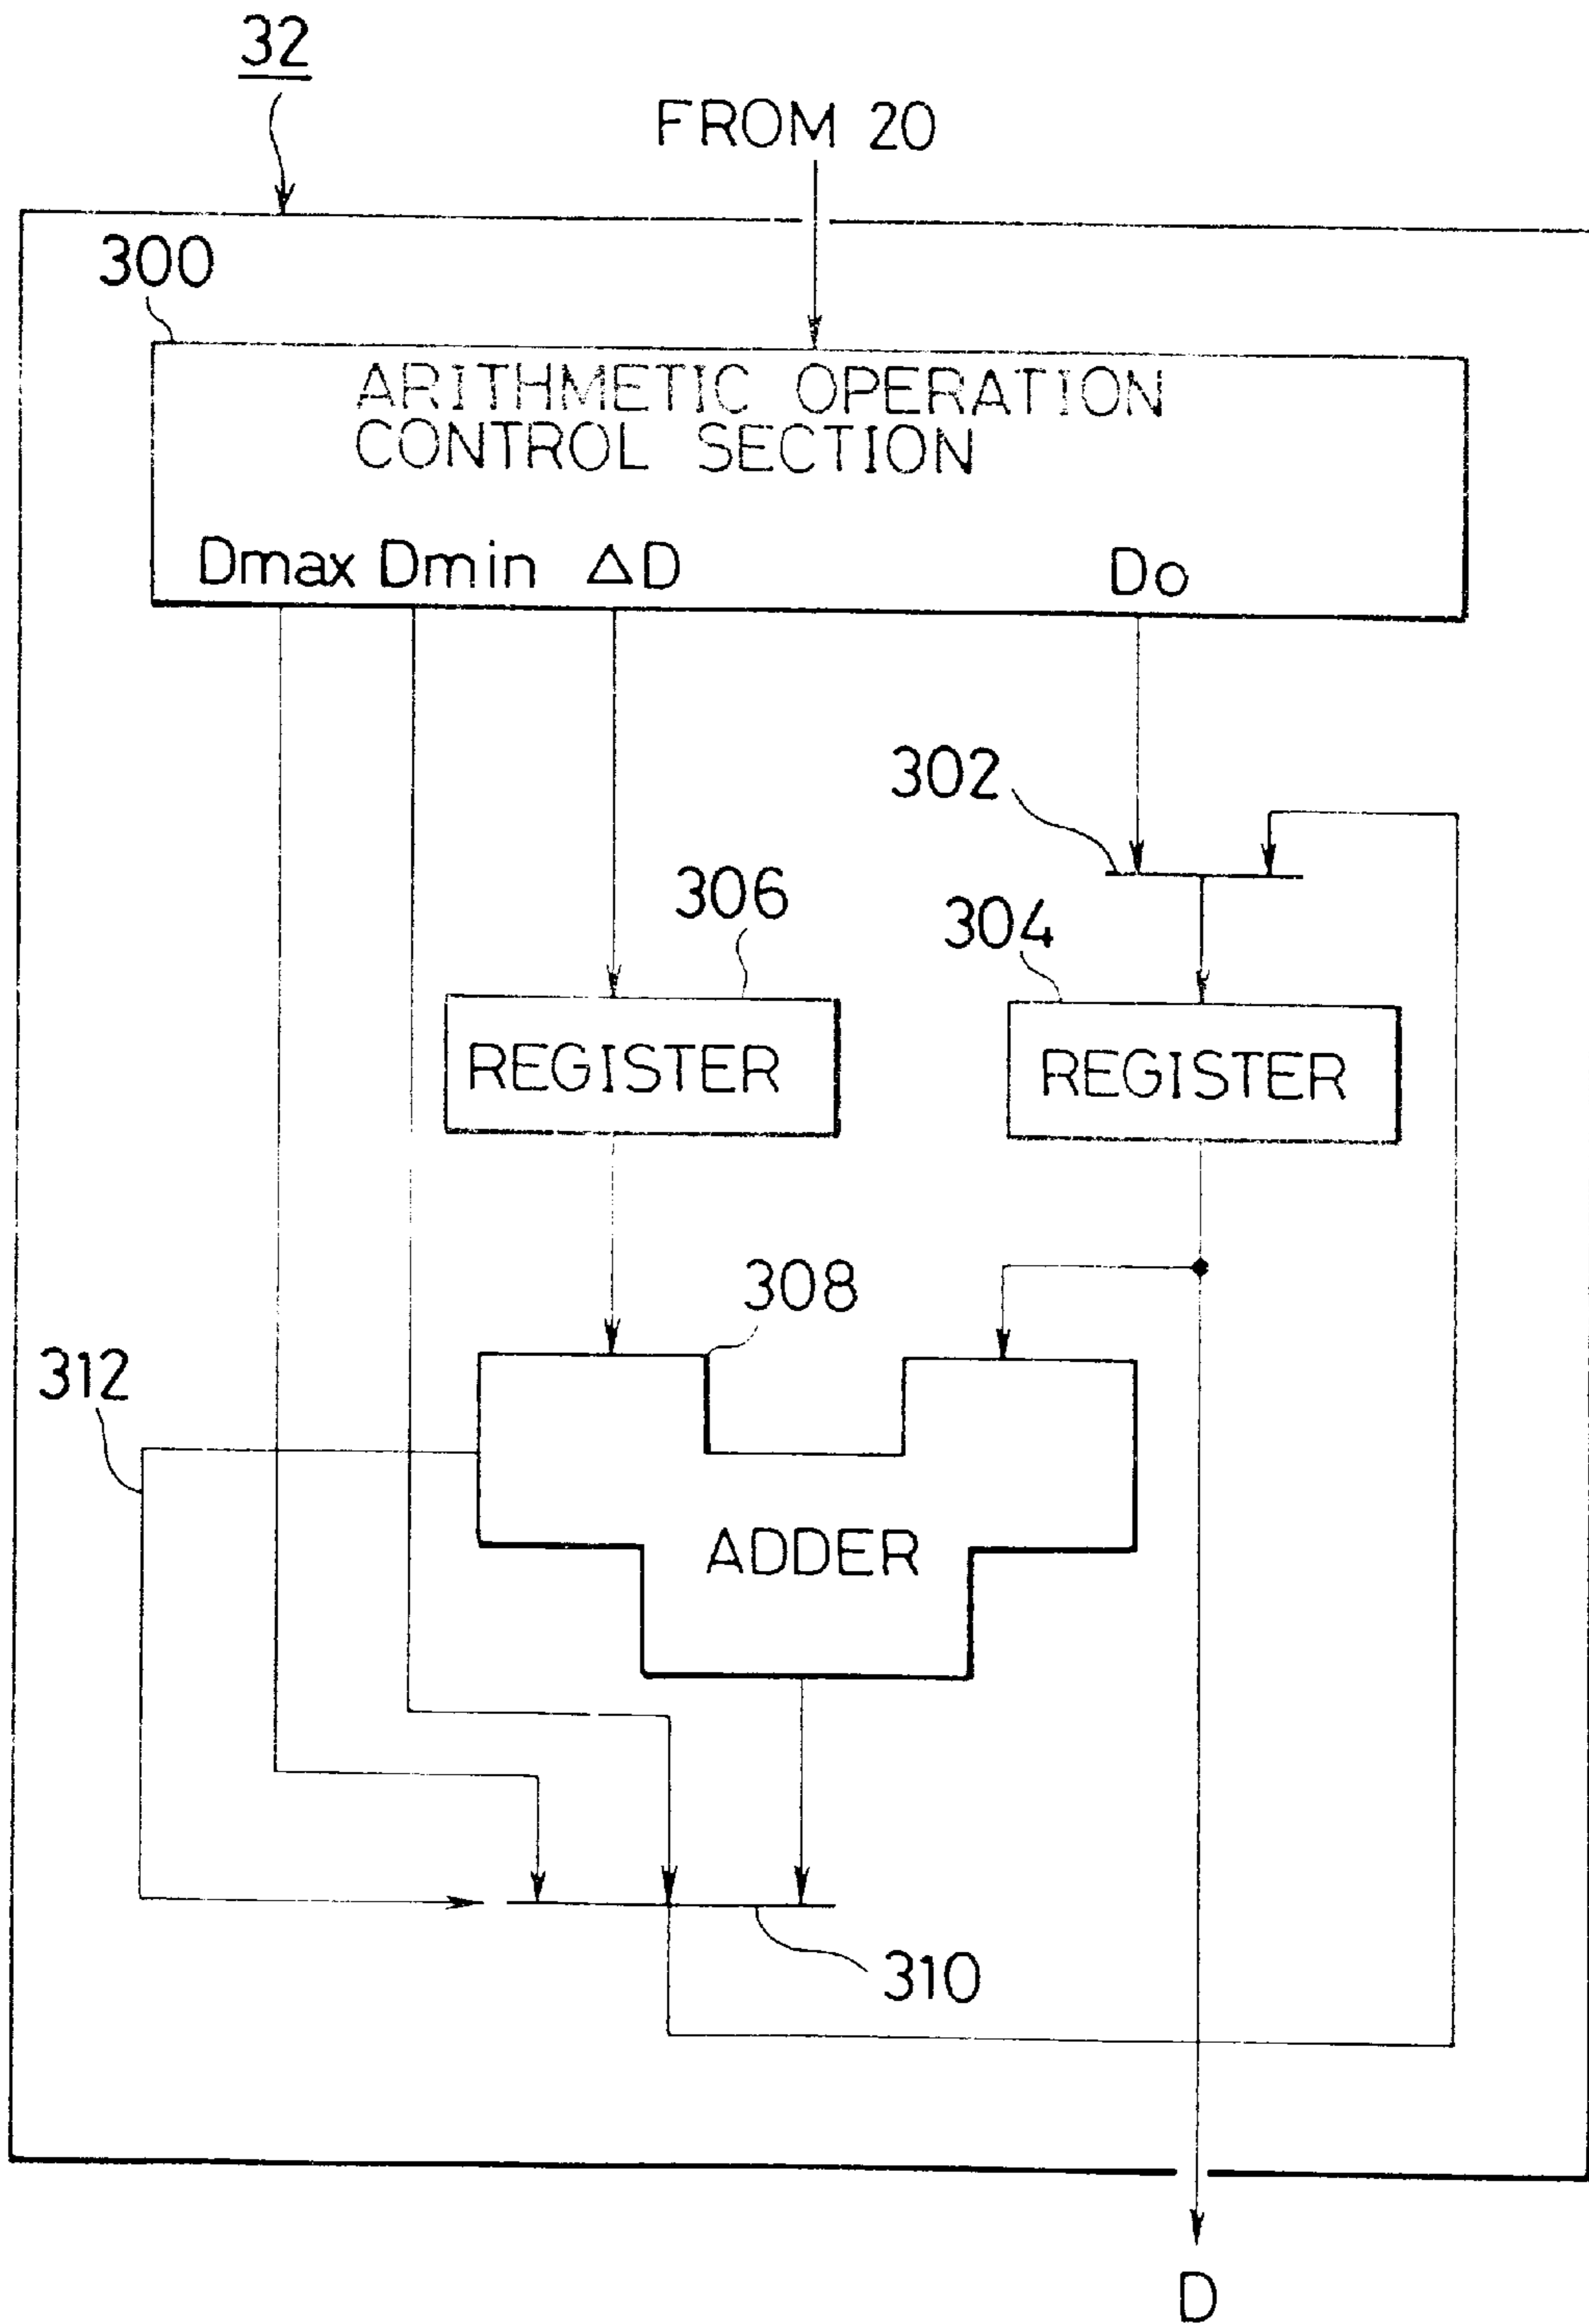 32
FROM 20
300
ARITHMETIC OPERATION
CONTROL SECTION
Dmax Dmin ΔD Do
302
306
304
REGISTER
REGISTER
308
312
ADDER
310
D